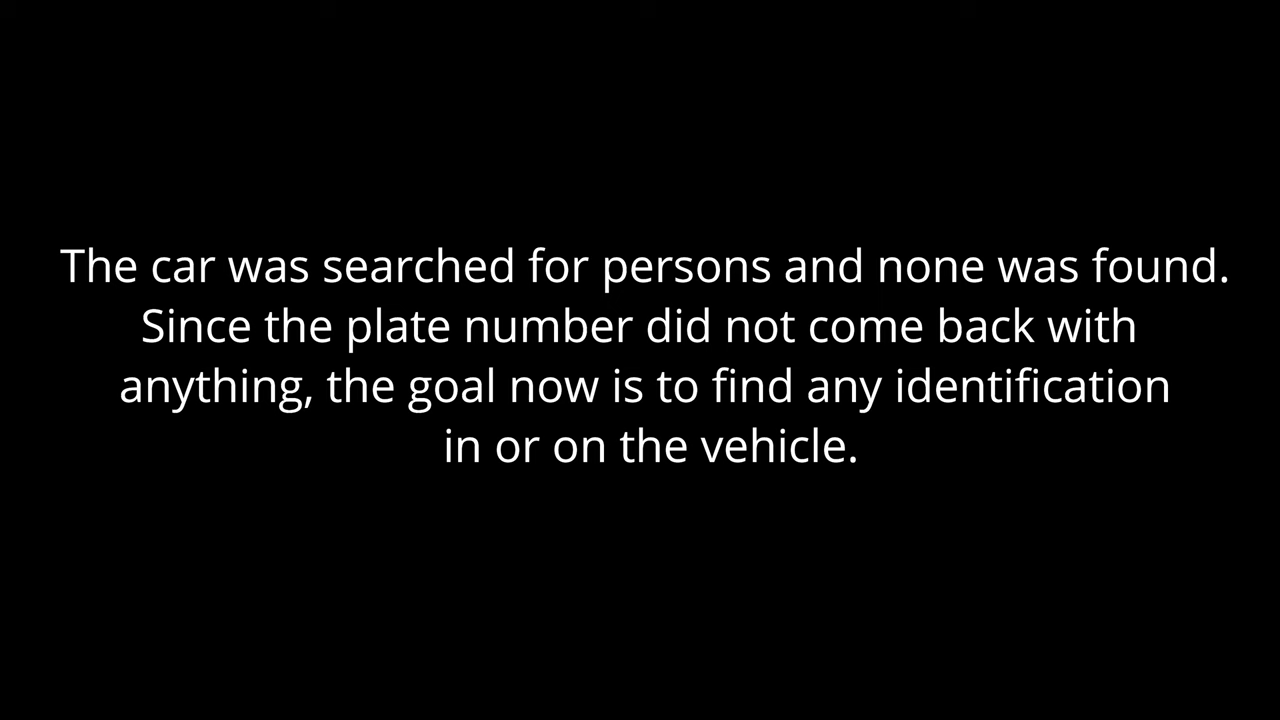 The car was searched for persons and none was found.
Since the plate number did not come back with
anything, the goal now is to find any identification
in or on the vehicle.